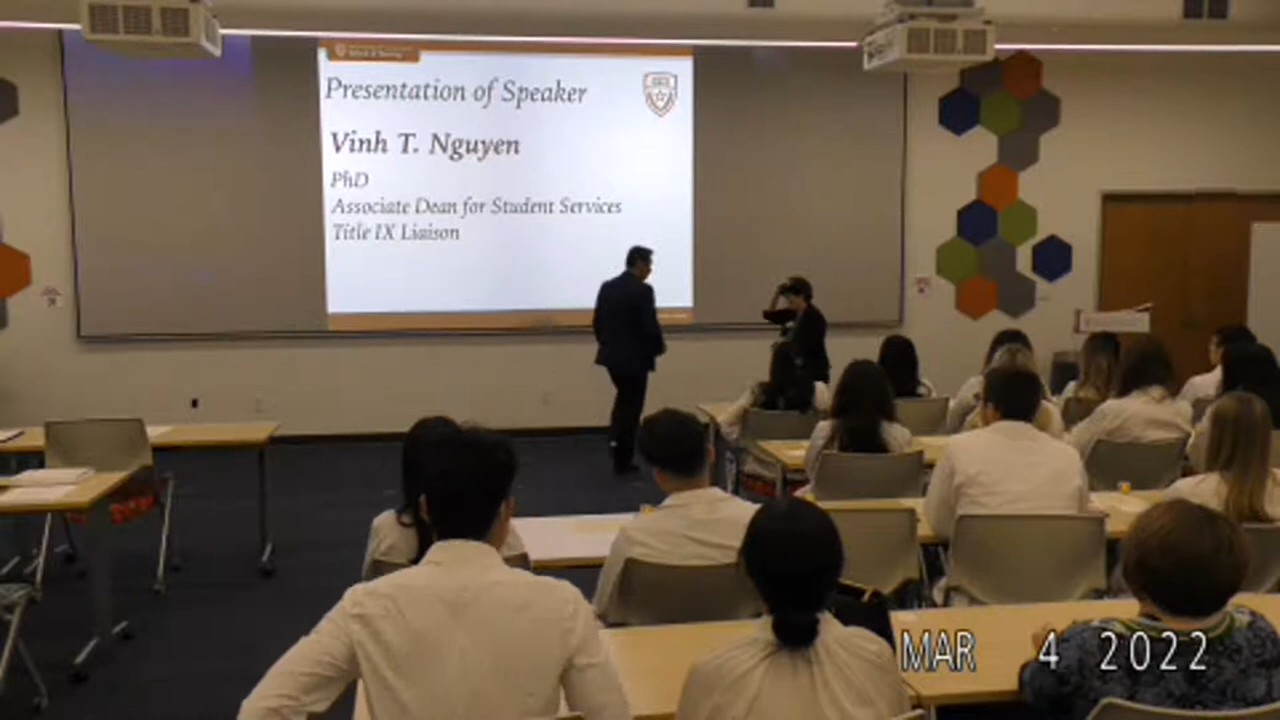 Presentation of Speaker
Vinh T. Nguyen
PhD
Associate Dean for Student Services
Title IX Liaison
MAR 4 2022